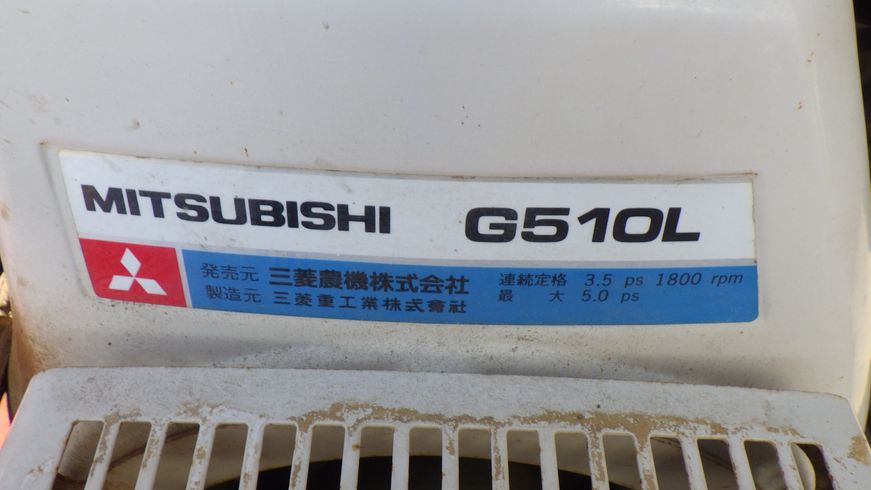 MITSUBISHI G510L
発売元 三菱農機株式会社 連続定格 3.5 ps 1800 rpm
製造元 三菱重工業株式會社 最大 5.0 ps